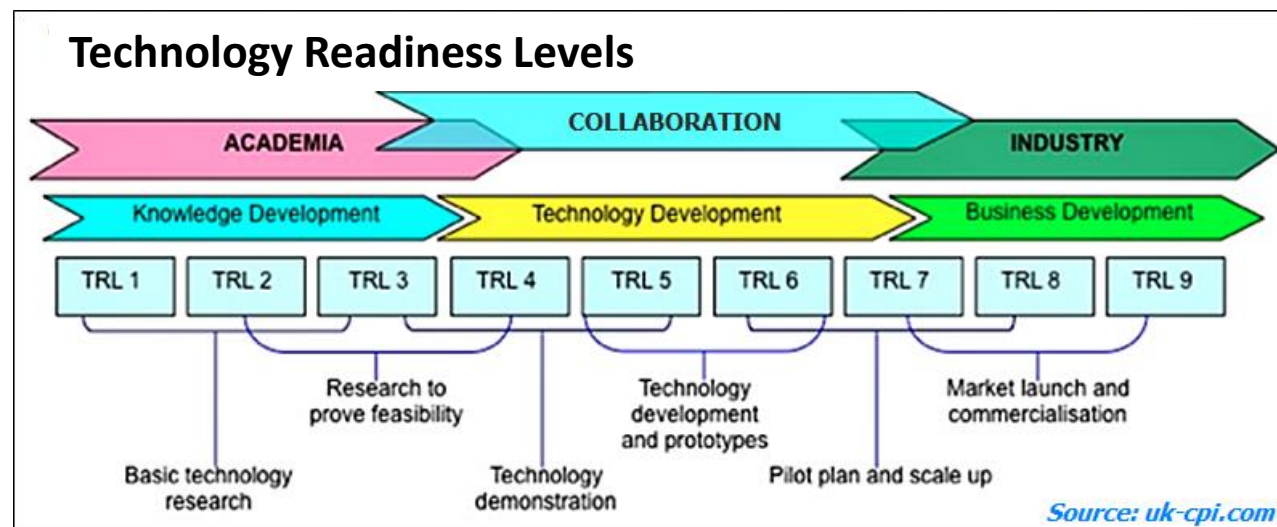 Technology Readiness Levels
COLLABORATION
ACADEMIA
INDUSTRY
Knowledge Development
Technology Development
Business Development
TRL 1
TRL 2
TRL 3
TRL 4
TRL 5
TRL 6
TRL 7
TRL 8
TRL 9
Research to
prove feasibility
Technology
development
and prototypes
Market launch and
commercialisation
Basic technology
research
Technology
demonstration
Pilot plan and scale up
Source: uk-cpi.com